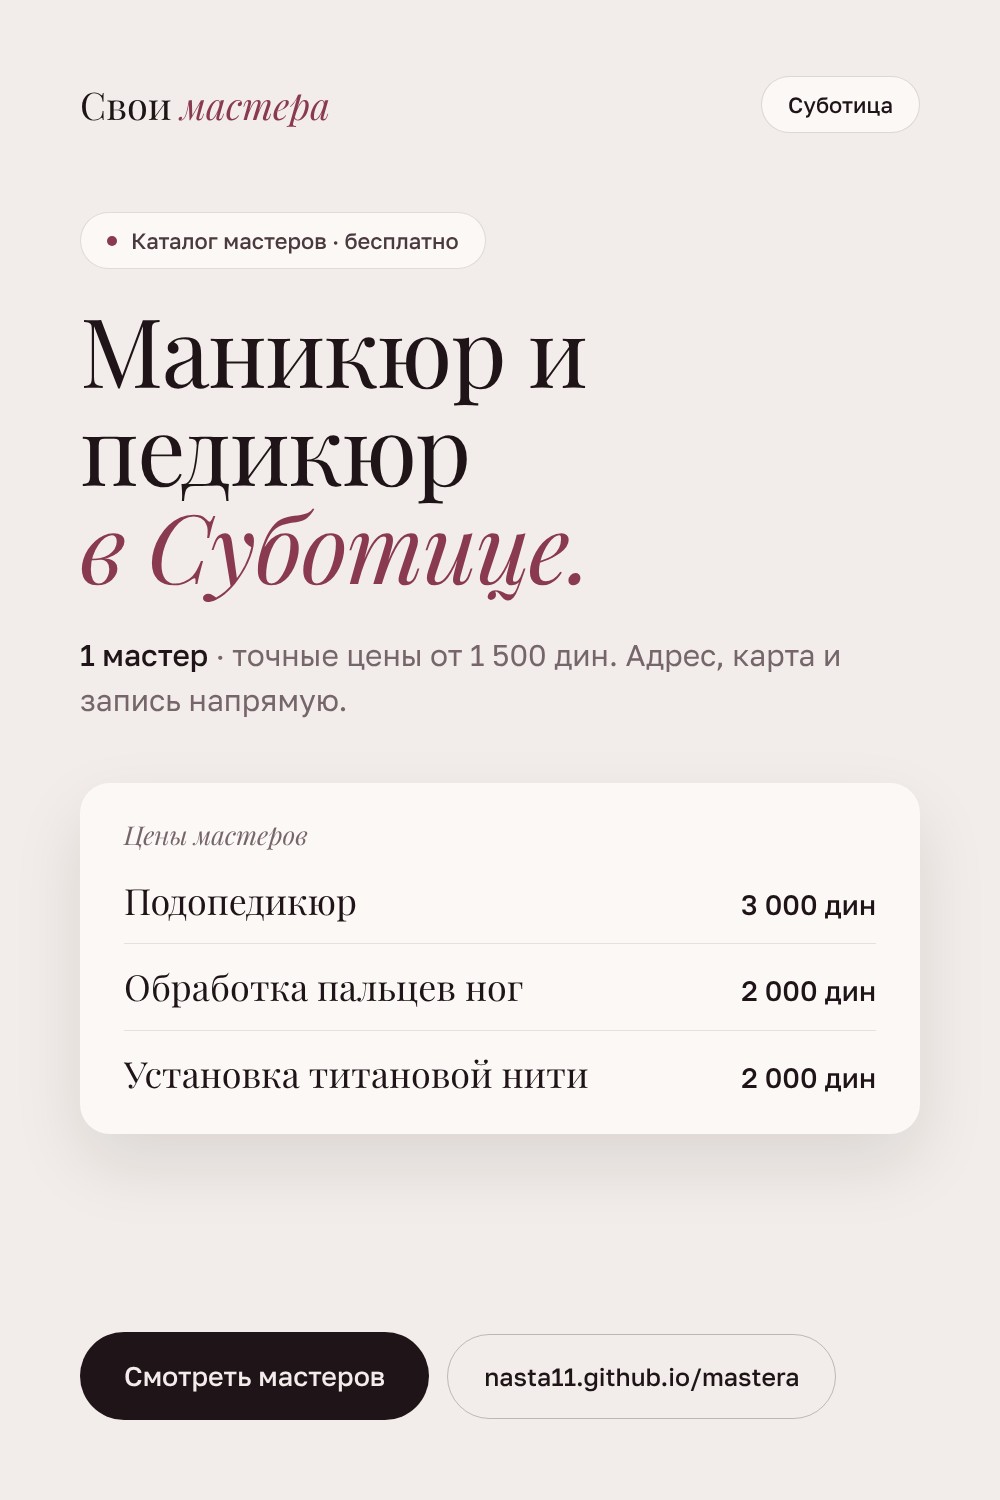 Свои мастера
Суботица
Каталог мастеров · бесплатно
Маникюр и
педикюр
в Суботице.
1 мастер · точные цены от 1 500 дин. Адрес, карта и
запись напрямую.
Цены мастеров
Подопедикюр 3 000 дин
Обработка пальцев ног 2 000 дин
Установка титановой нити 2 000 дин
Смотреть мастеров
nasta11.github.io/mastera